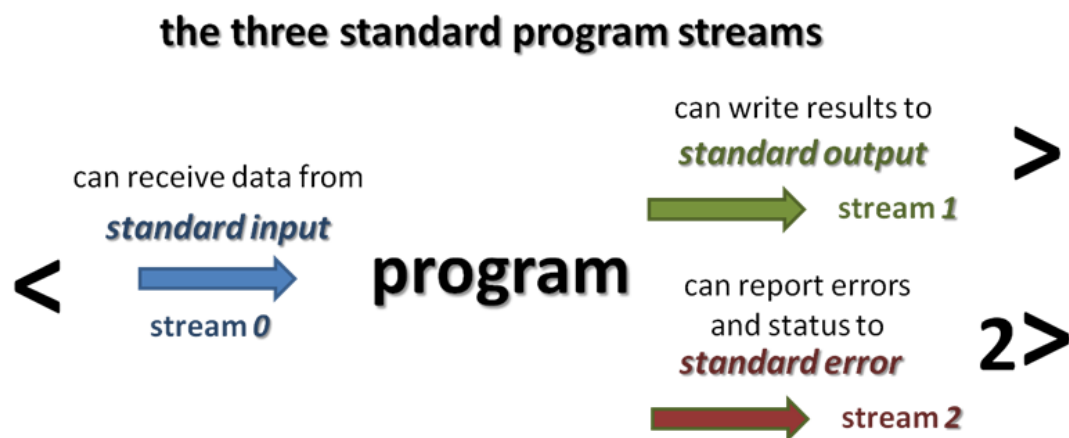 the three standard program streams
can receive data from
standard input
<
stream 0
program
can write results to
standard output
>
stream 1
can report errors
and status to
standard error
2>
stream 2